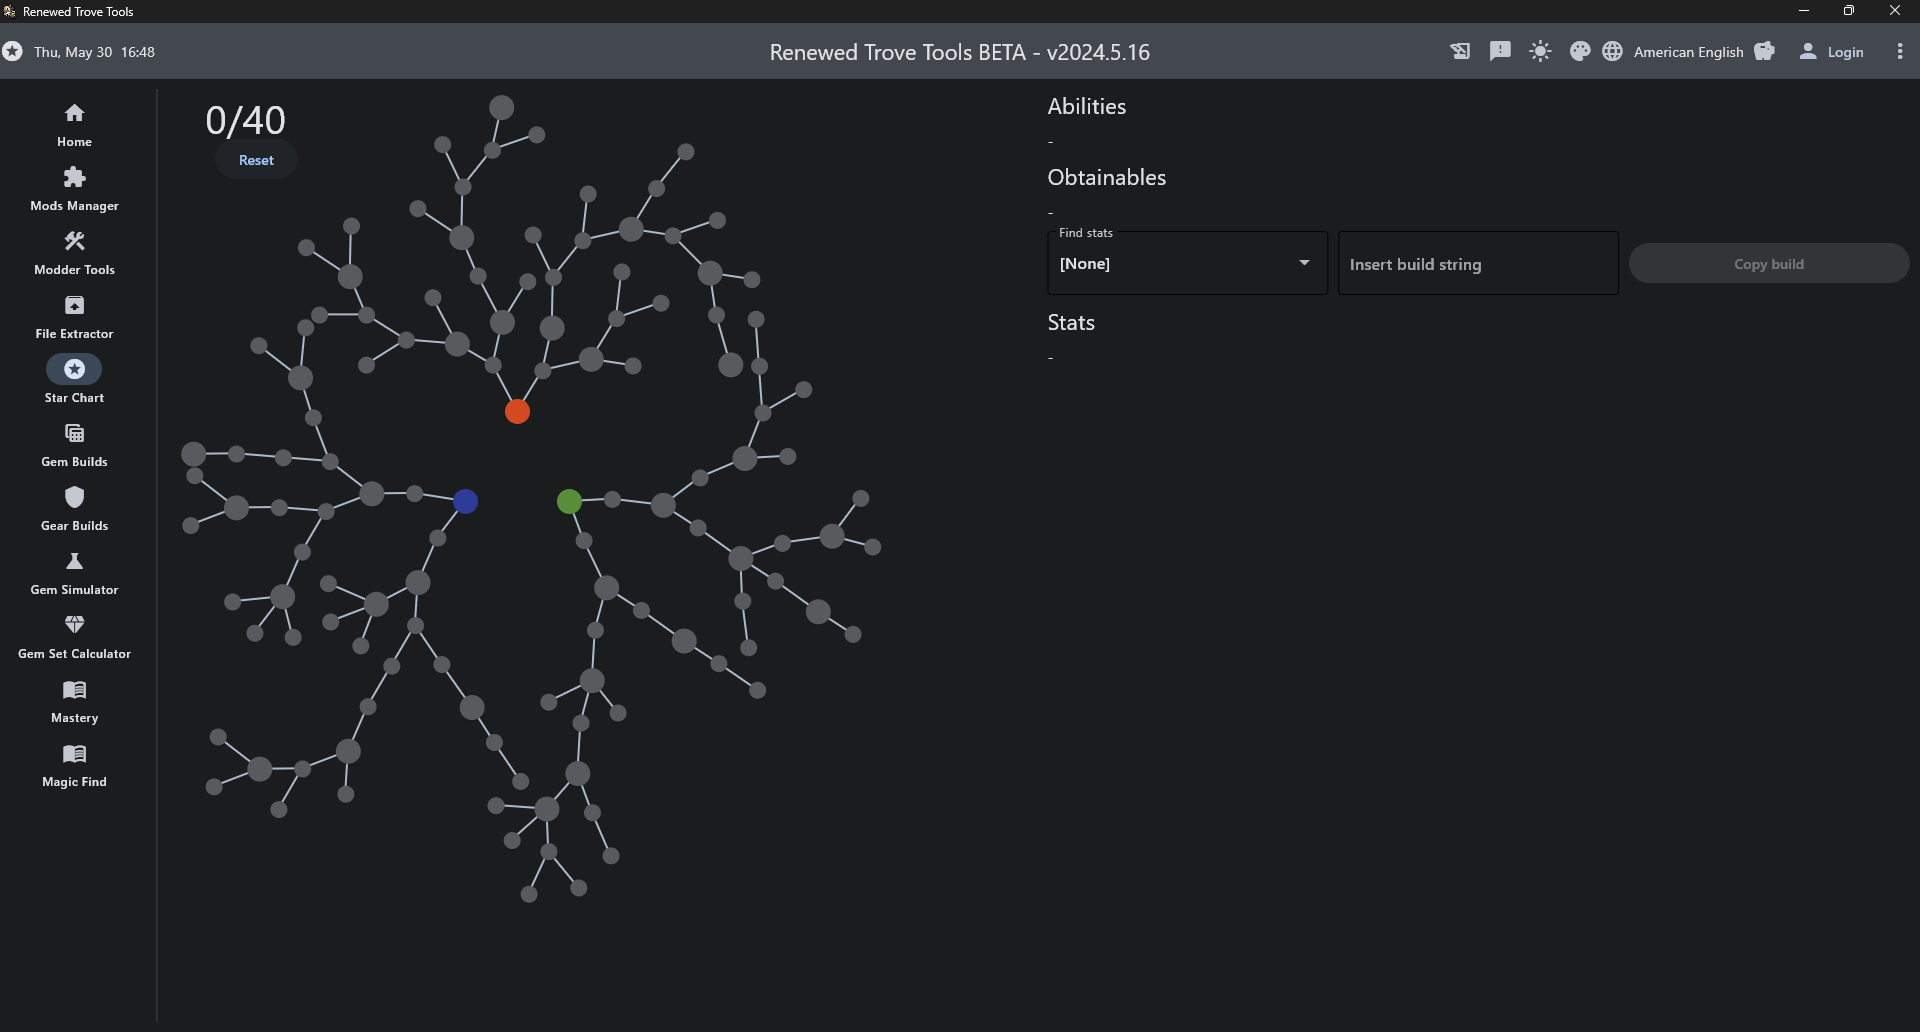 Renewed Trove Tools
Thu, May 30 16:48
Renewed Trove Tools BETA - v2024.5.16
American English
Login
Home
Mods Manager
Modder Tools
File Extractor
Star Chart
Gem Builds
Gear Builds
Gem Simulator
Gem Set Calculator
Mastery
Magic Find
0/40
Reset
Abilities
-
Obtainables
-
Find stats
[None]
Insert build string
Copy build
Stats
-